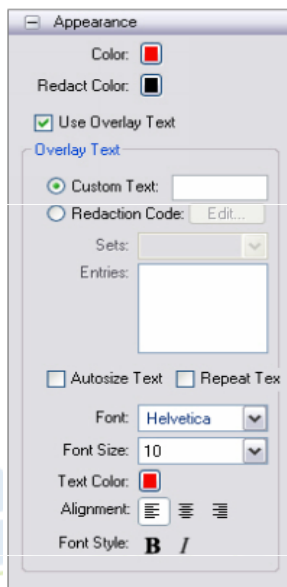 Appearance
Color:
Redact Color:
Use Overlay Text
Overlay Text
Custom Text:
Redaction Code: Edit...
Sets:
Entries:
Autosize Text Repeat Tex
Font: Helvetica
Font Size: 10
Text Color:
Alignment:
Font Style: B I